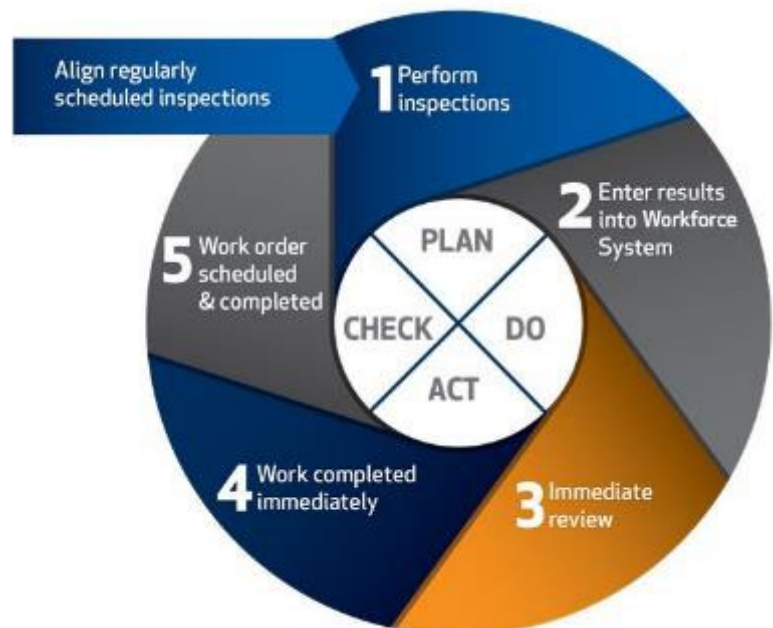 Align regularly
scheduled inspections
1 Perform
inspections
2 Enter results
into Workforce
System
3 Immediate
review
4 Work completed
immediately
5 Work order
scheduled
& completed
PLAN
DO
ACT
CHECK